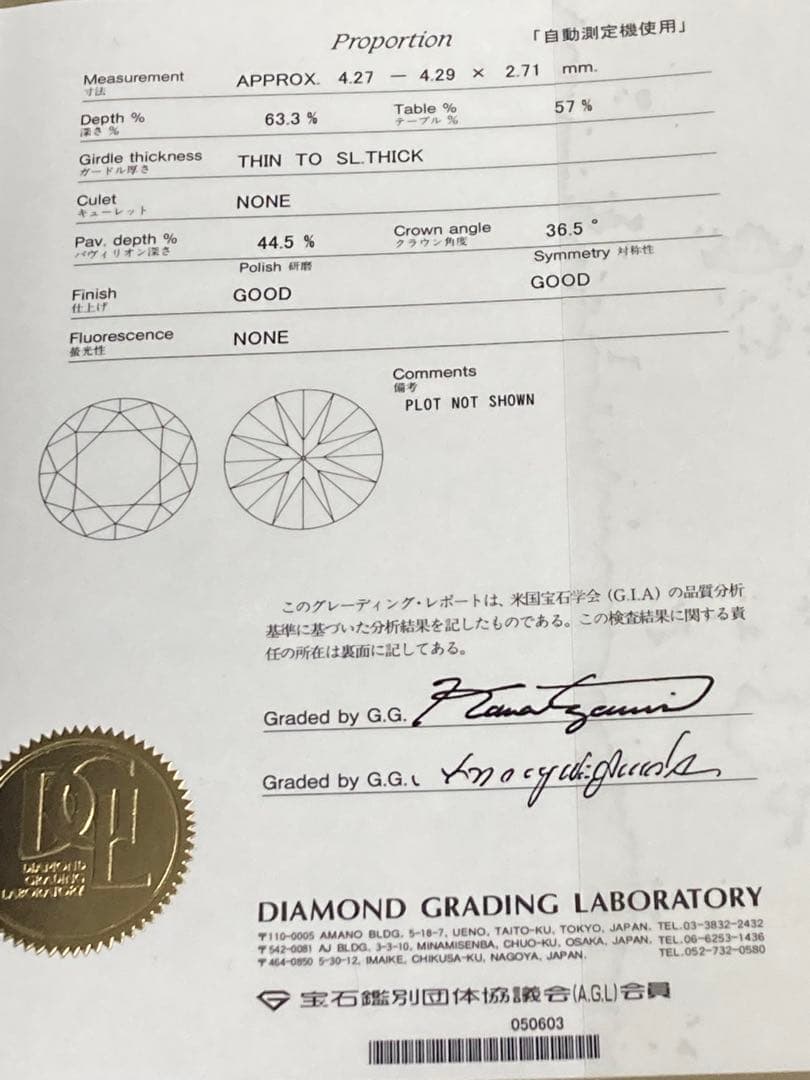 Proportion 「自動測定機使用」
Measurement APPROX. 4.27 — 4.29 × 2.71 mm.
寸法
Depth % 63.3 % Table % 57 %
深さ % テーブル %
Girdle thickness THIN TO SL.THICK
ガードル厚さ
Culet NONE
キューレット
Pav. depth % 44.5 % Crown angle 36.5 °
パヴィリオン深さ クラウン角度
Polish 研磨 Symmetry 対称性
Finish GOOD GOOD
仕上げ
Fluorescence NONE
螢光性
Comments
備考
PLOT NOT SHOWN
このグレーディング・レポートは、米国宝石学会（G.I.A）の品質分析
基準に基づいた分析結果を記したものである。この検査結果に関する責
任の所在は裏面に記してある。
Graded by G.G.
Graded by G.G.
DGL
DIAMOND
GRADING
LABORATORY
DIAMOND GRADING LABORATORY
〒110-0005 AMANO BLDG. 5-18-7, UENO, TAITO-KU, TOKYO, JAPAN. TEL.03-3832-2432
〒542-0081 AJ BLDG. 3-3-10, MINAMISENBA, CHUO-KU, OSAKA, JAPAN. TEL.06-6253-1436
〒464-0850 5-30-12, IMAIKE, CHIKUSA-KU, NAGOYA, JAPAN. TEL.052-732-0580
宝石鑑別団体協議会(A.G.L)会員
050603